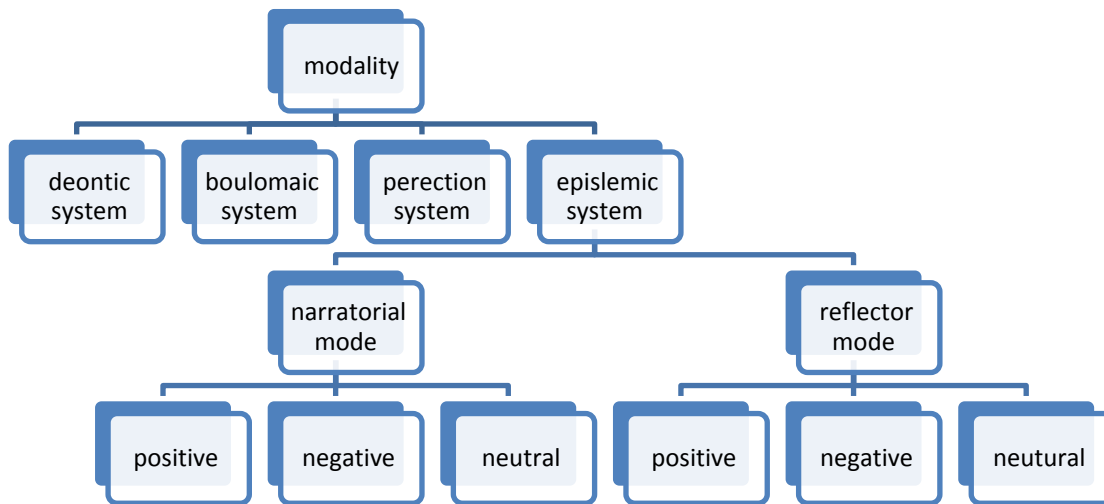 modality
deontic
system
boulomaic
system
perection
system
epislemic
system
narratorial
mode
reflector
mode
positive
negative
neutral
positive
negative
neutural